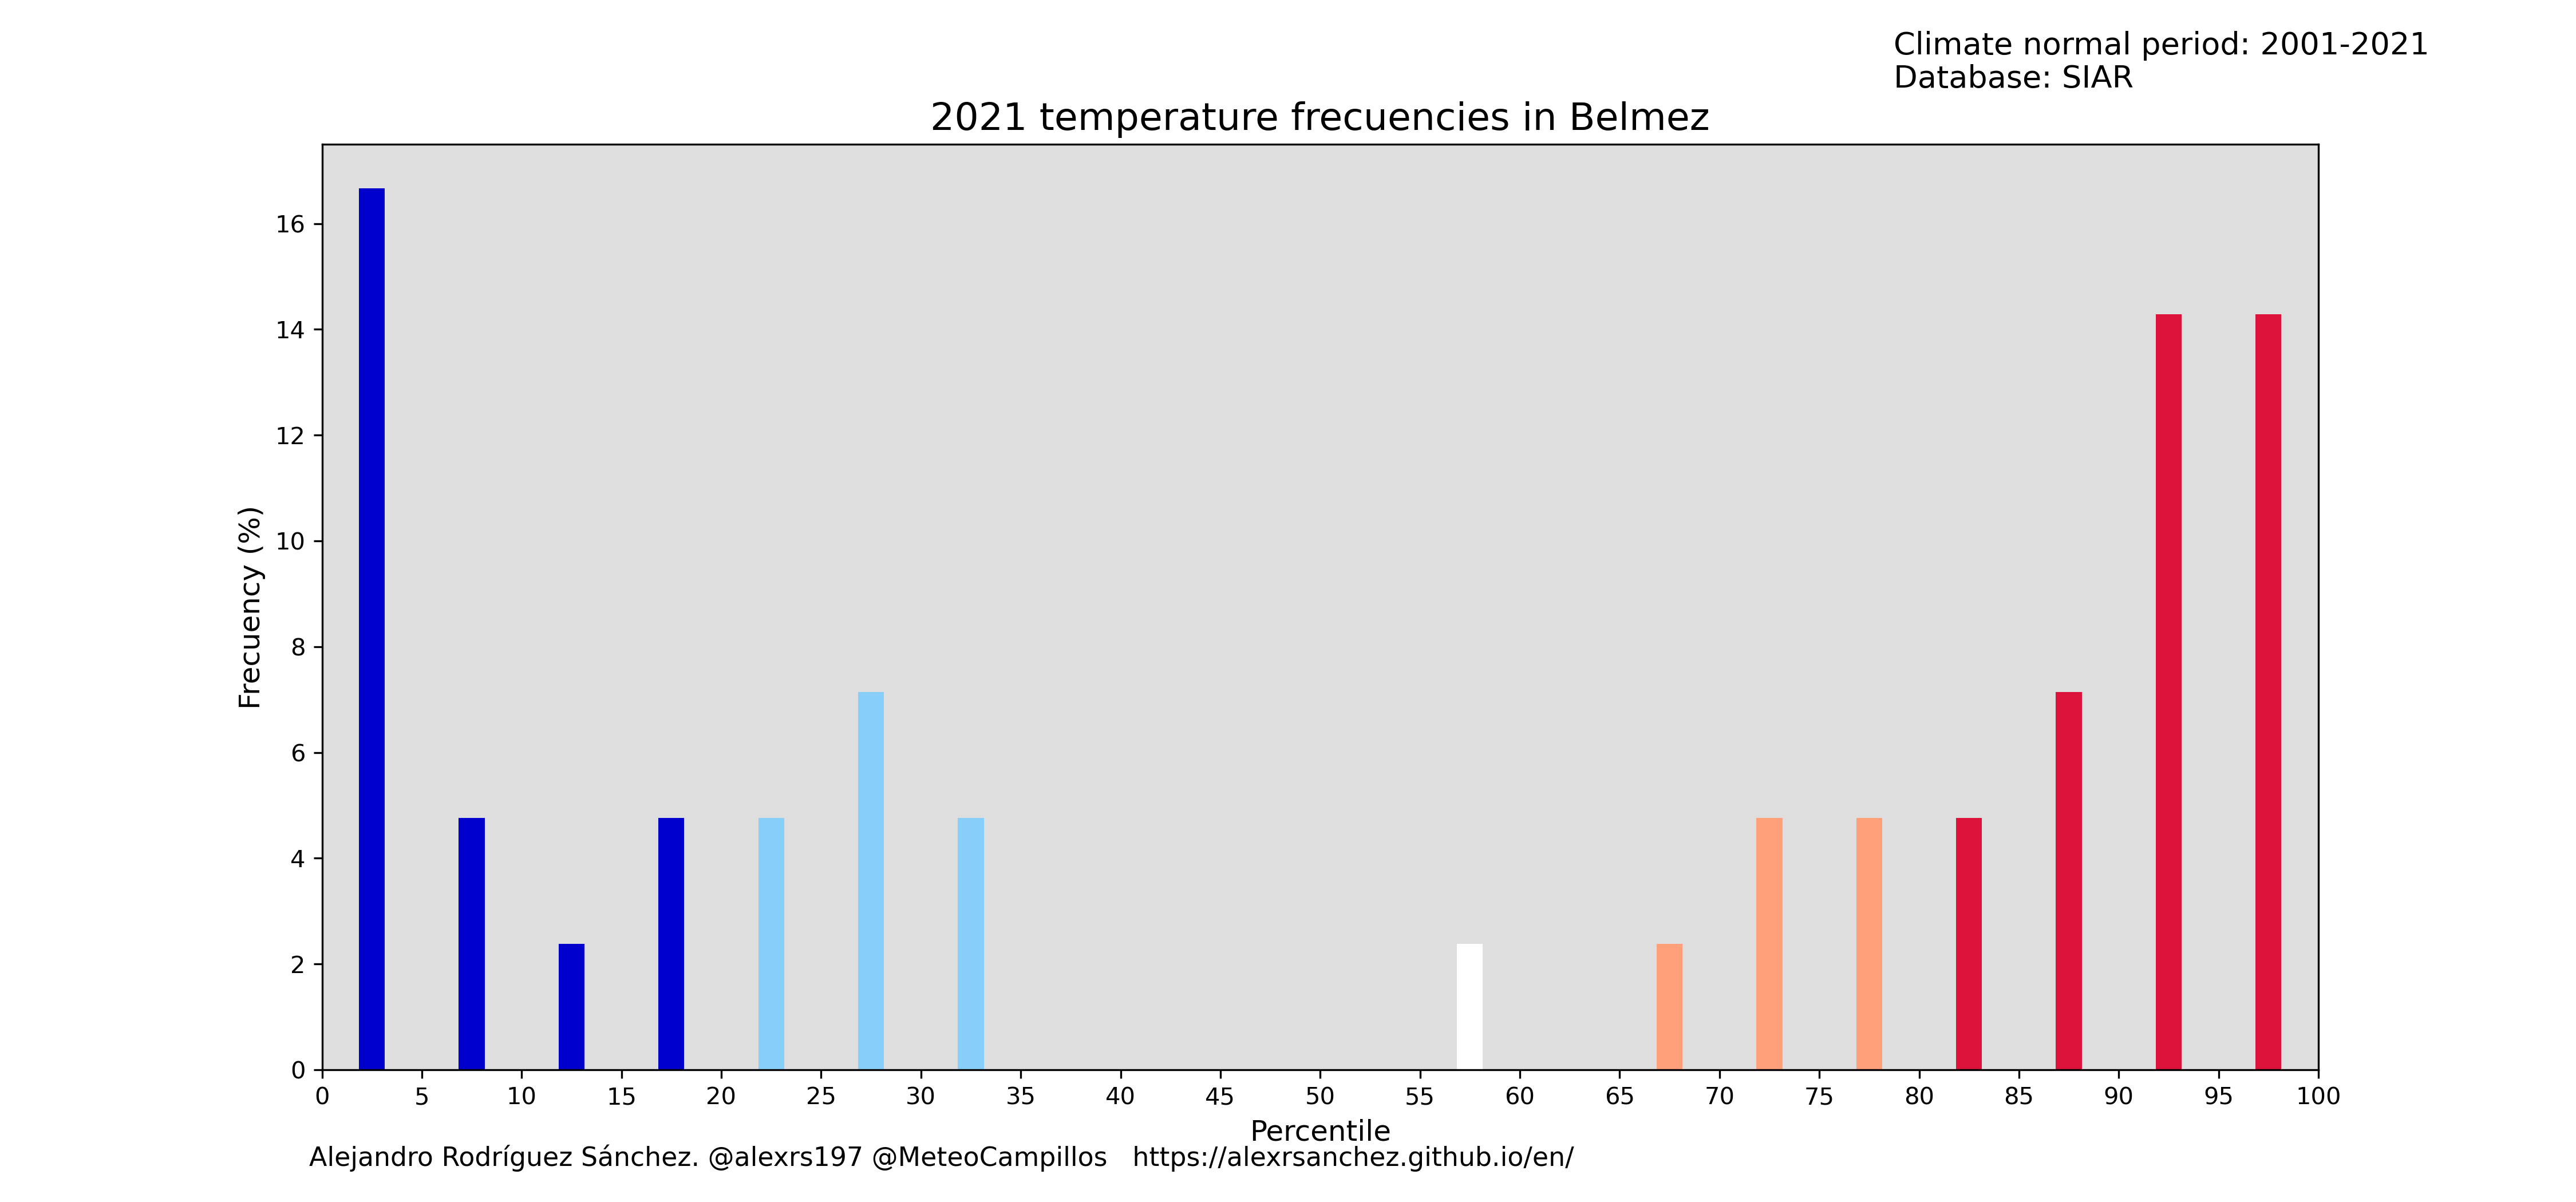 Climate normal period: 2001-2021
Database: SIAR
2021 temperature frecuencies in Belmez
Frecuency (%)
16
14
12
10
8
6
4
2
0
0 5 10 15 20 25 30 35 40 45 50 55 60 65 70 75 80 85 90 95 100
Percentile
Alejandro Rodríguez Sánchez. @alexrs197 @MeteoCampillos https://alexrsanchez.github.io/en/